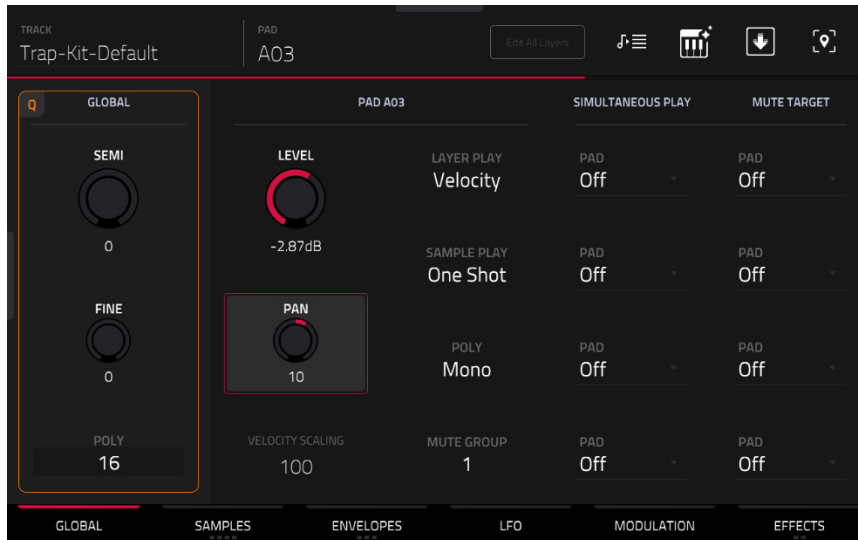 TRACK
Trap-Kit-Default
PAD
A03
Edit All Layers
Q
GLOBAL
PAD A03
SIMULTANEOUS PLAY
MUTE TARGET
SEMI
0
LEVEL
-2.87dB
LAYER PLAY
Velocity
PAD
Off
PAD
Off
SAMPLE PLAY
One Shot
PAD
Off
PAD
Off
FINE
0
PAN
10
POLY
Mono
PAD
Off
PAD
Off
POLY
16
VELOCITY SCALING
100
MUTE GROUP
1
PAD
Off
PAD
Off
GLOBAL
SAMPLES
ENVELOPES
LFO
MODULATION
EFFECTS